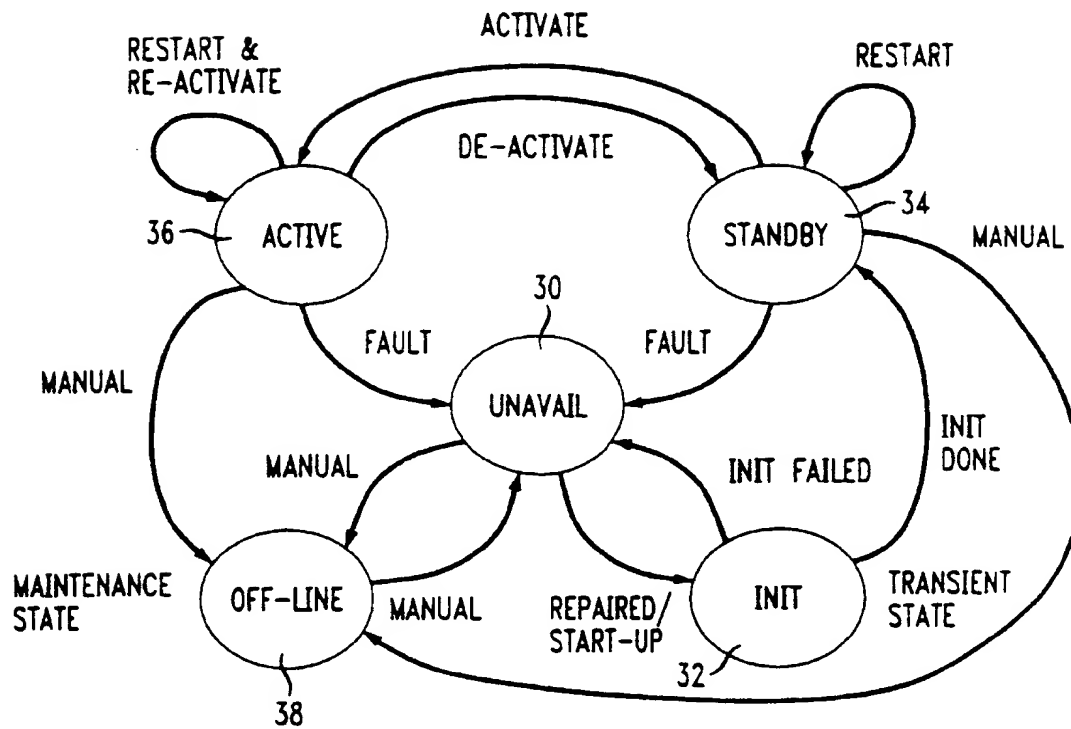 ACTIVATE
RESTART &
RE-ACTIVATE
RESTART
DE-ACTIVATE
36
ACTIVE
STANDBY
34
MANUAL
30
FAULT
FAULT
MANUAL
UNAVAIL
MANUAL
INIT FAILED
INIT
DONE
MAINTENANCE
STATE
OFF-LINE
MANUAL
REPAIRED/
START-UP
INIT
TRANSIENT
STATE
32
38